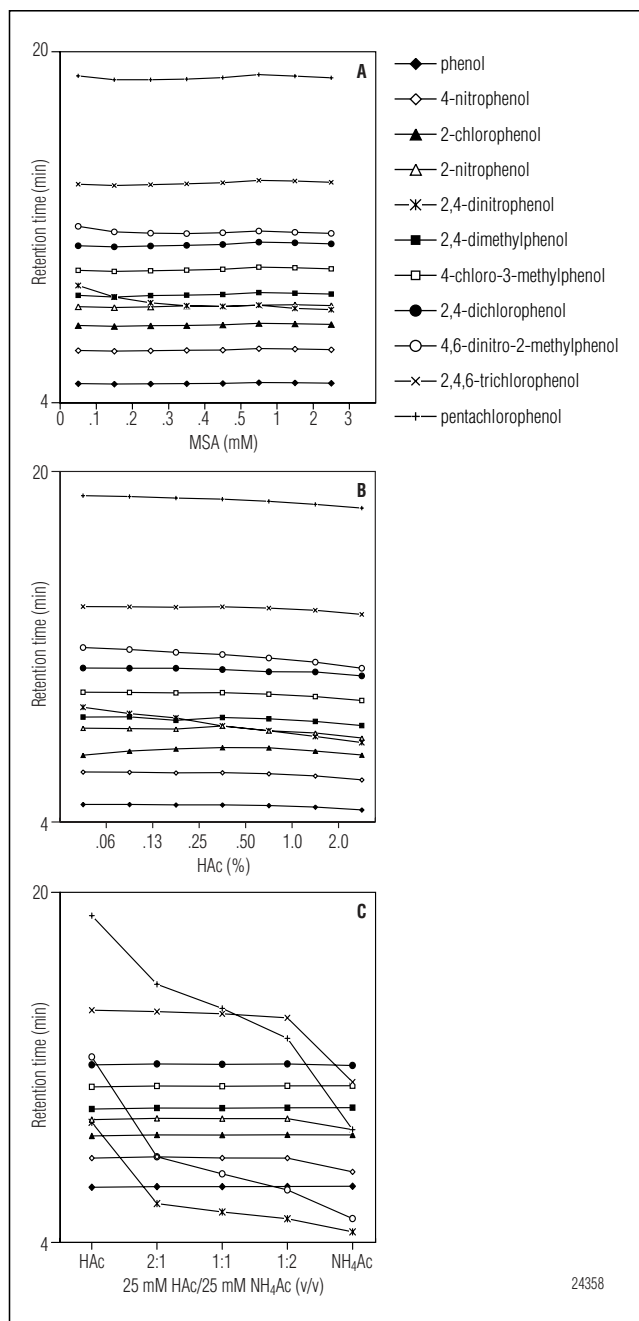 20
A
Retention time (min)
4
0 .1 .2 .3 .4 .5 1 2 3
MSA (mM)
phenol
4-nitrophenol
2-chlorophenol
2-nitrophenol
2,4-dinitrophenol
2,4-dimethylphenol
4-chloro-3-methylphenol
2,4-dichlorophenol
4,6-dinitro-2-methylphenol
2,4,6-trichlorophenol
pentachlorophenol
20
B
Retention time (min)
4
.06 .13 .25 .50 1.0 2.0
HAc (%)
20
C
Retention time (min)
4
HAc 2:1 1:1 1:2 NH₄Ac
25 mM HAc/25 mM NH₄Ac (v/v)
24358